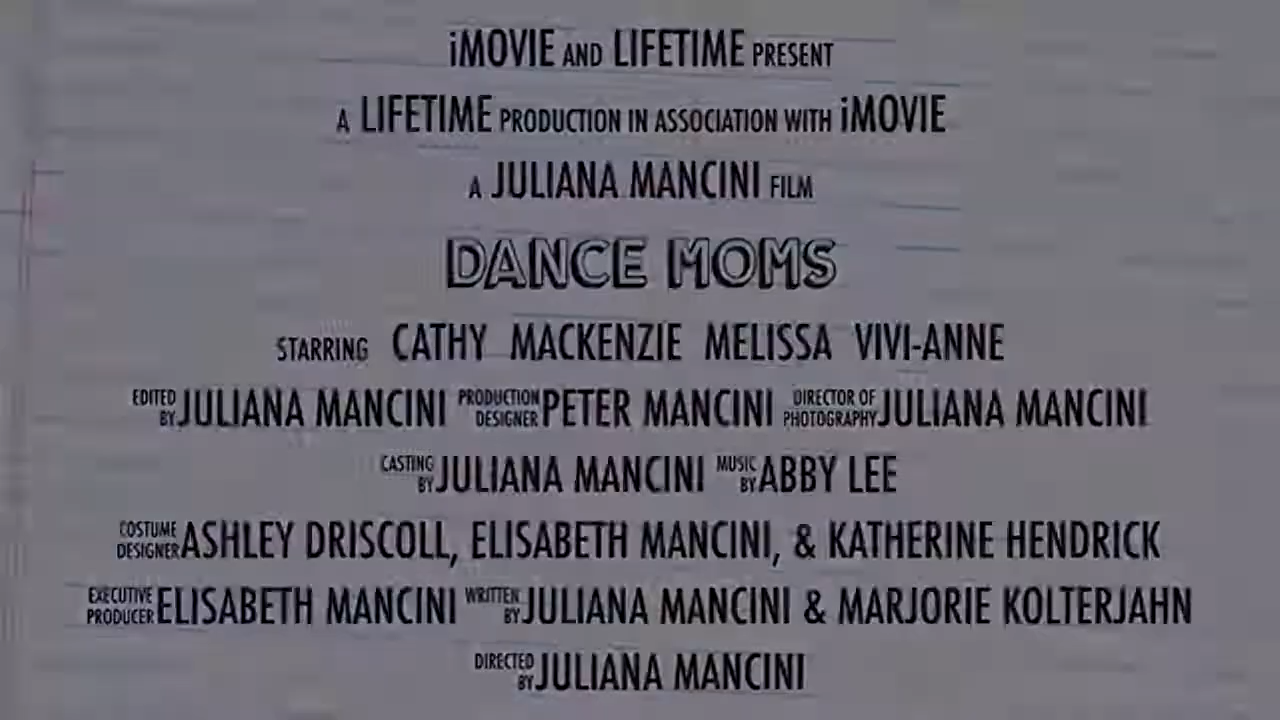 iMOVIE AND LIFETIME PRESENT
A LIFETIME PRODUCTION IN ASSOCIATION WITH iMOVIE
A JULIANA MANCINI FILM
DANCE MOMS
STARRING CATHY MACKENZIE MELISSA VIVI-ANNE
EDITED BY JULIANA MANCINI PRODUCTION DESIGNER PETER MANCINI DIRECTOR OF PHOTOGRAPHY JULIANA MANCINI
CASTING BY JULIANA MANCINI MUSIC BY ABBY LEE
COSTUME DESIGNER ASHLEY DRISCOLL, ELISABETH MANCINI, & KATHERINE HENDRICK
EXECUTIVE PRODUCER ELISABETH MANCINI WRITTEN BY JULIANA MANCINI & MARJORIE KOLTERJAHN
DIRECTED BY JULIANA MANCINI